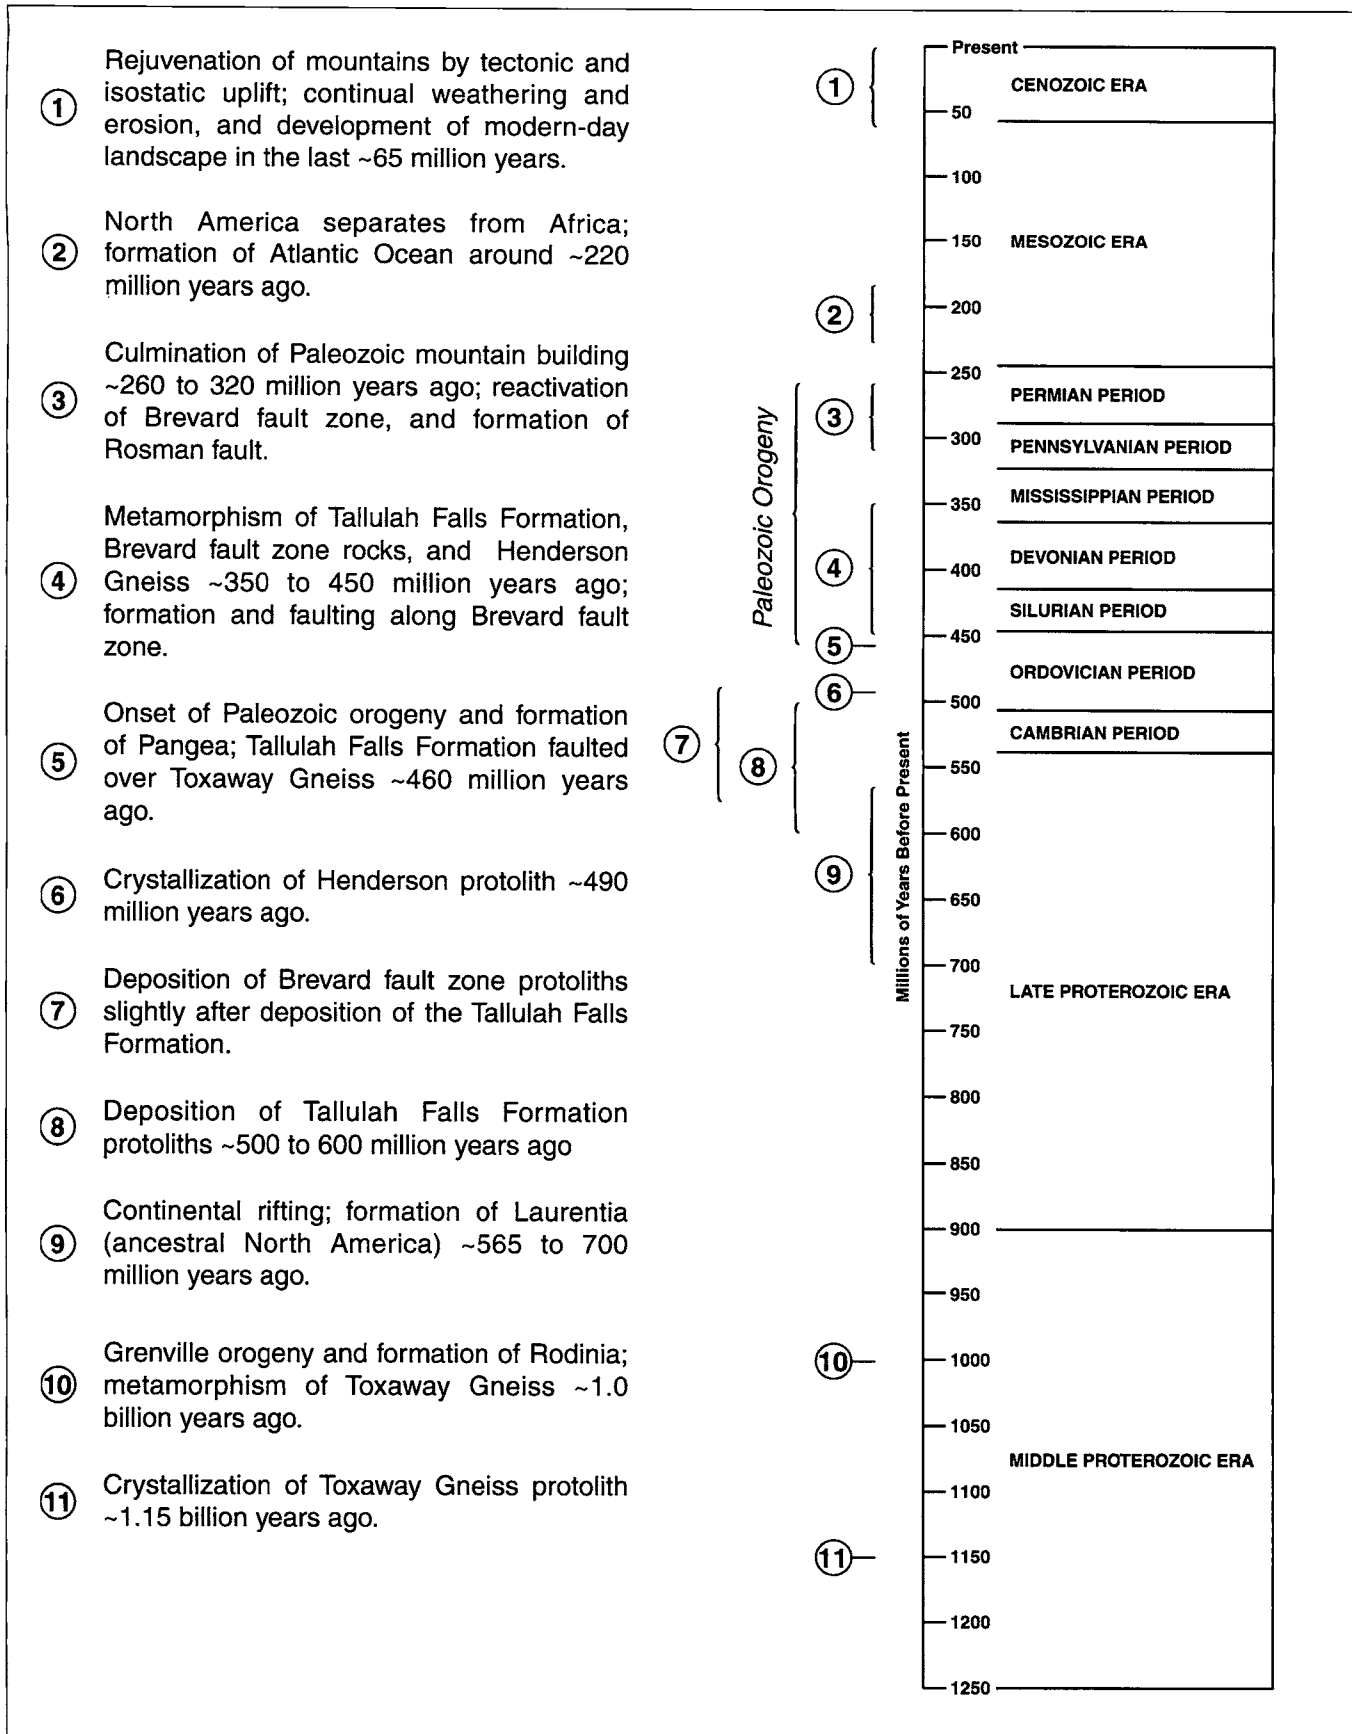 1
Rejuvenation of mountains by tectonic and
isostatic uplift; continual weathering and
erosion, and development of modern-day
landscape in the last ~65 million years.
2
North America separates from Africa;
formation of Atlantic Ocean around ~220
million years ago.
3
Culmination of Paleozoic mountain building
~260 to 320 million years ago; reactivation
of Brevard fault zone, and formation of
Rosman fault.
4
Metamorphism of Tallulah Falls Formation,
Brevard fault zone rocks, and Henderson
Gneiss ~350 to 450 million years ago;
formation and faulting along Brevard fault
zone.
5
Onset of Paleozoic orogeny and formation
of Pangea; Tallulah Falls Formation faulted
over Toxaway Gneiss ~460 million years
ago.
6
Crystallization of Henderson protolith ~490
million years ago.
7
Deposition of Brevard fault zone protoliths
slightly after deposition of the Tallulah Falls
Formation.
8
Deposition of Tallulah Falls Formation
protoliths ~500 to 600 million years ago
9
Continental rifting; formation of Laurentia
(ancestral North America) ~565 to 700
million years ago.
10
Grenville orogeny and formation of Rodinia;
metamorphism of Toxaway Gneiss ~1.0
billion years ago.
11
Crystallization of Toxaway Gneiss protolith
~1.15 billion years ago.
Paleozoic Orogeny
1
2
3
4
5
6
7
8
9
10
11
Millions of Years Before Present
Present
50
100
150
200
250
300
350
400
450
500
550
600
650
700
750
800
850
900
950
1000
1050
1100
1150
1200
1250
CENOZOIC ERA
MESOZOIC ERA
PERMIAN PERIOD
PENNSYLVANIAN PERIOD
MISSISSIPPIAN PERIOD
DEVONIAN PERIOD
SILURIAN PERIOD
ORDOVICIAN PERIOD
CAMBRIAN PERIOD
LATE PROTEROZOIC ERA
MIDDLE PROTEROZOIC ERA